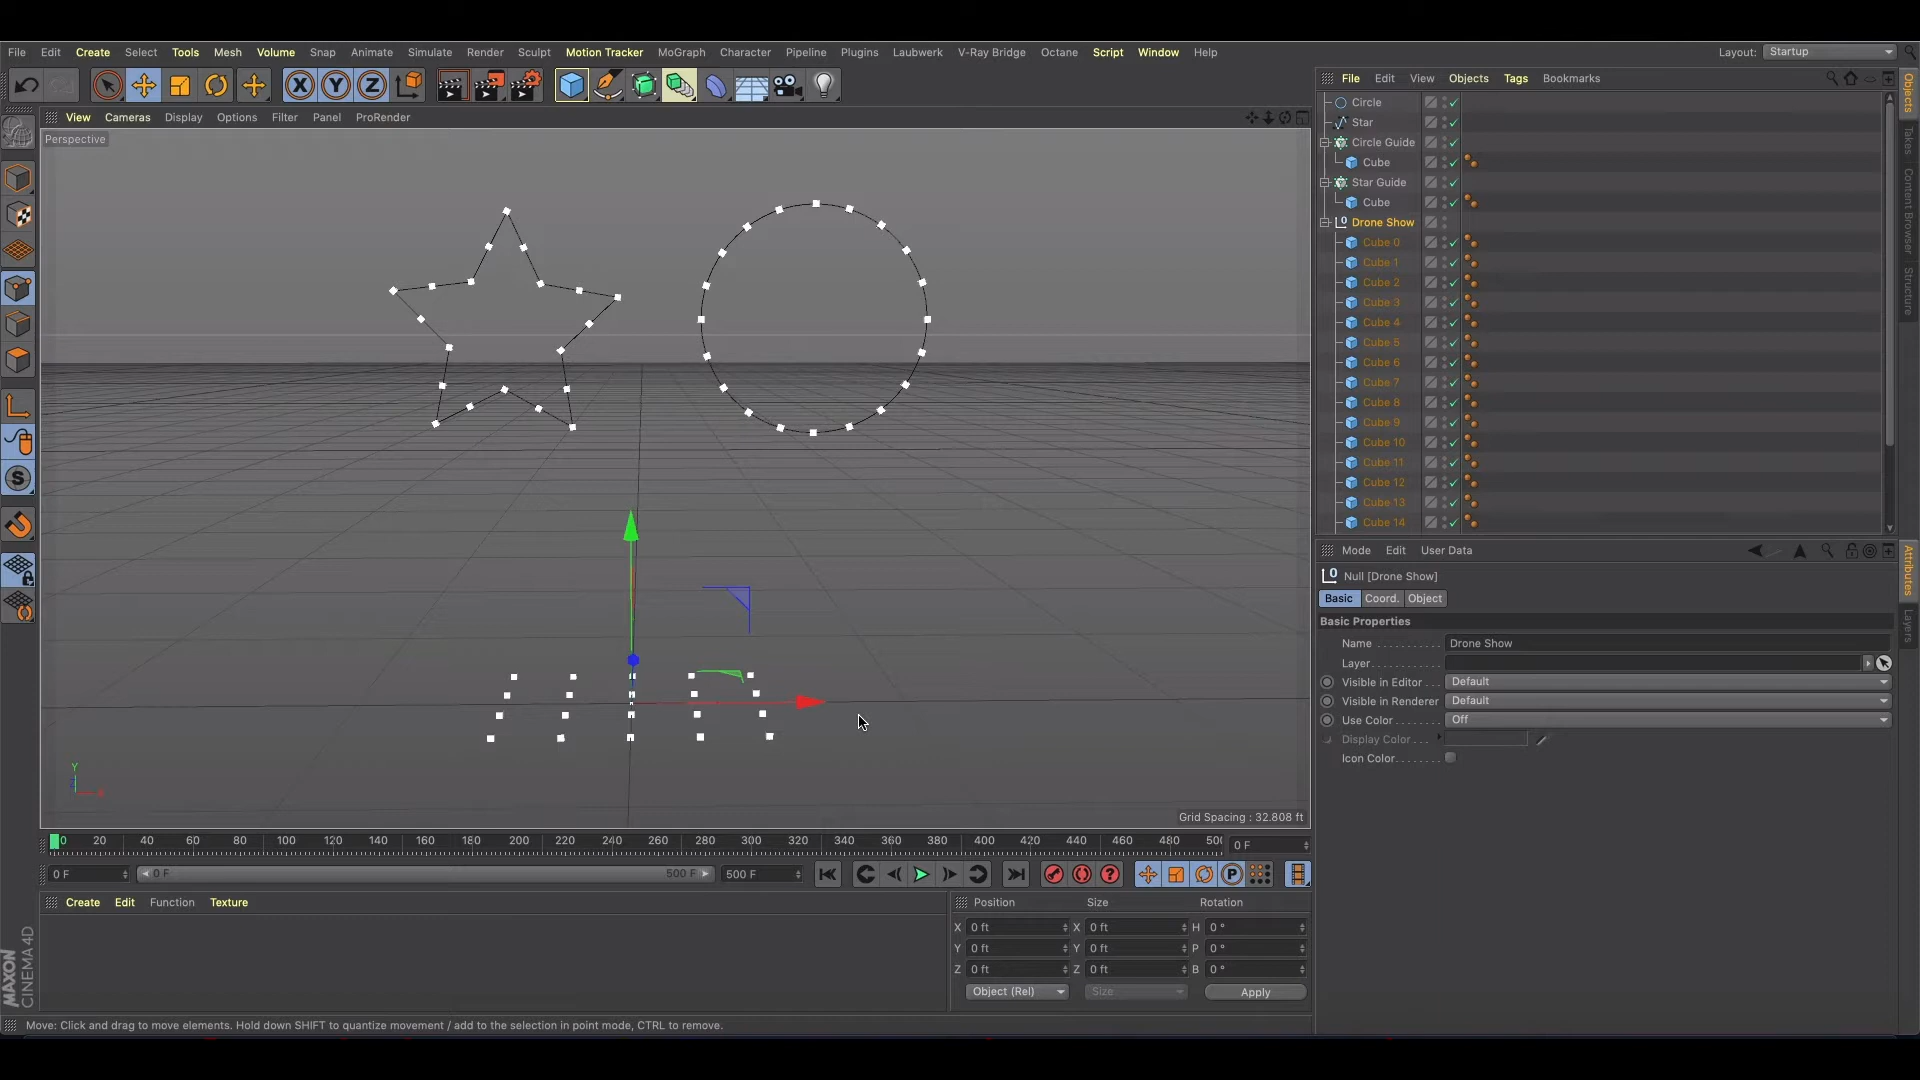 File Edit Create Select Tools Mesh Volume Snap Animate Simulate Render Sculpt Motion Tracker MoGraph Character Pipeline Plugins Laubwerk V-Ray Bridge Octane Script Window Help Layout: Startup
X Y Z
File Edit View Objects Tags Bookmarks
View Cameras Display Options Filter Panel ProRender
Perspective
Circle
Star
Circle Guide
Cube
Star Guide
Cube
Drone Show
Cube 0
Cube 1
Cube 2
Cube 3
Cube 4
Cube 5
Cube 6
Cube 7
Cube 8
Cube 9
Cube 10
Cube 11
Cube 12
Cube 13
Cube 14
Objects
Takes
Content Browser
Structure
Mode Edit User Data
Null [Drone Show]
Basic Coord. Object
Basic Properties
Name Drone Show
Layer
Visible in Editor Default
Visible in Renderer Default
Use Color Off
Display Color
Icon Color
Attributes
Layers
S
Y
X
Grid Spacing : 32.808 ft
0 20 40 60 80 100 120 140 160 180 200 220 240 260 280 300 320 340 360 380 400 420 440 460 480 500 0 F
0 F 0 F 500 F 500 F P
Create Edit Function Texture
Position Size Rotation
X 0 ft X 0 ft H 0 °
Y 0 ft Y 0 ft P 0 °
Z 0 ft Z 0 ft B 0 °
Object (Rel) Size Apply
MAXON
CINEMA 4D
Move: Click and drag to move elements. Hold down SHIFT to quantize movement / add to the selection in point mode, CTRL to remove.